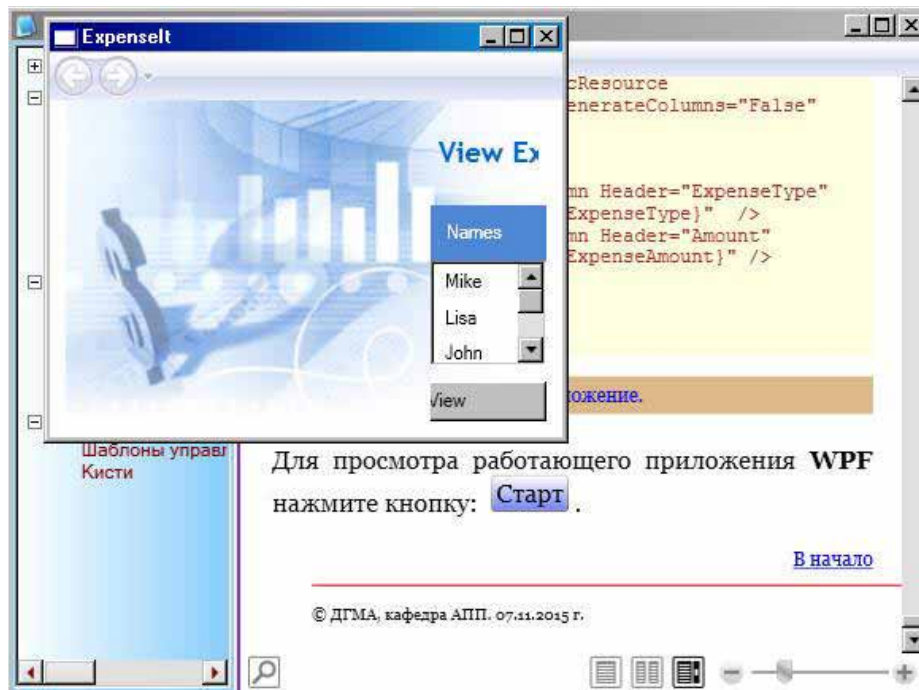 ExpenseIt
View Ex
Names
Mike
Lisa
John
View
cResource
enerateColumns="False"
mn Header="ExpenseType"
ExpenseType}" />
mn Header="Amount"
ExpenseAmount}" />
ожение.
Шаблоны управл
Кисти
Для просмотра работающего приложения WPF
нажмите кнопку: Старт .
В начало
© ДГМА, кафедра АПП. 07.11.2015 г.